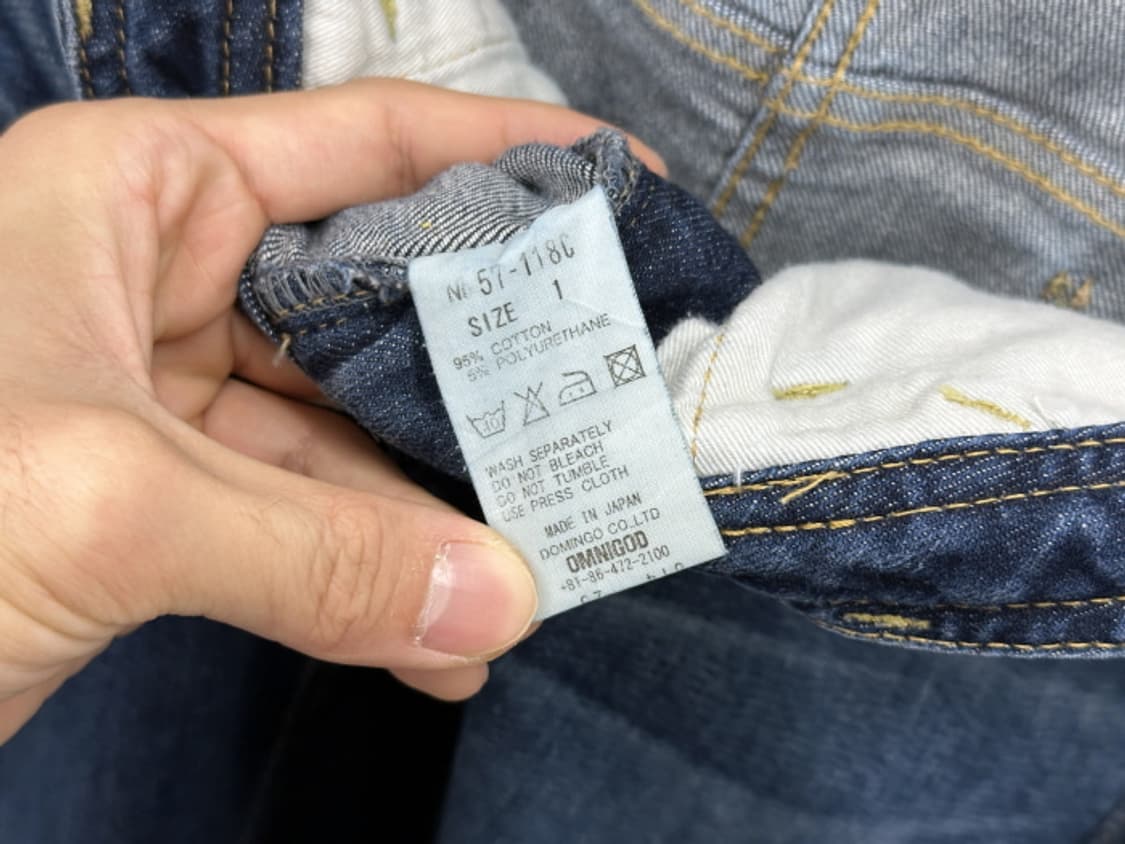 57-118C
SIZE 1
95% COTTON
5% POLYURETHANE
40
WASH SEPARATELY
DO NOT BLEACH
DO NOT TUMBLE
USE PRESS CLOTH
MADE IN JAPAN
DOMINGO CO.,LTD
OMNIGOD
+81-86-472-2100